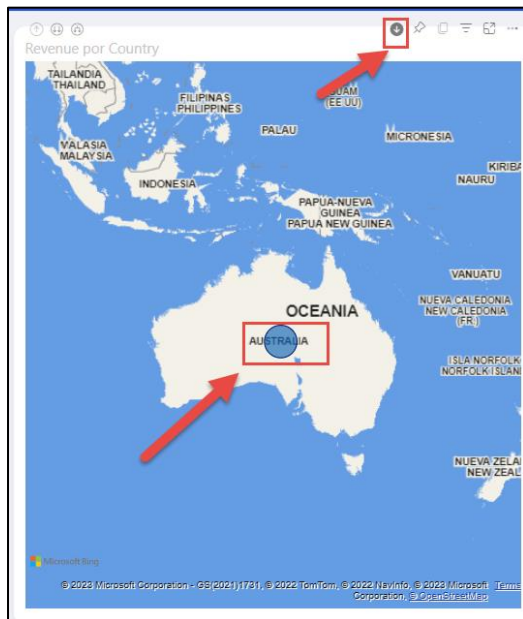 Revenue por Country
TAILANDIA
THAILAND
FILIPINAS
PHILIPPINES
GUAM
(EE UU)
PALAU
MICRONESIA
MALAYSIA
KIRIBA
NAURU
INDONESIA
PAPUA-NUEVA
GUINEA
PAPUA NEW GUINEA
VANUATU
OCEANIA
NUEVA CALEDONIA
NEW CALEDONIA
(FR.)
AUSTRALIA
ISLA NORFOLK
NORFOLK ISLAND
NUEVA ZELA
NEW ZEAL
Microsoft Bing
© 2023 Microsoft Corporation - GS(2021)1731, © 2022 TomTom, © 2022 NavInfo, © 2023 Microsoft Terms
Corporation, © OpenStreetMap